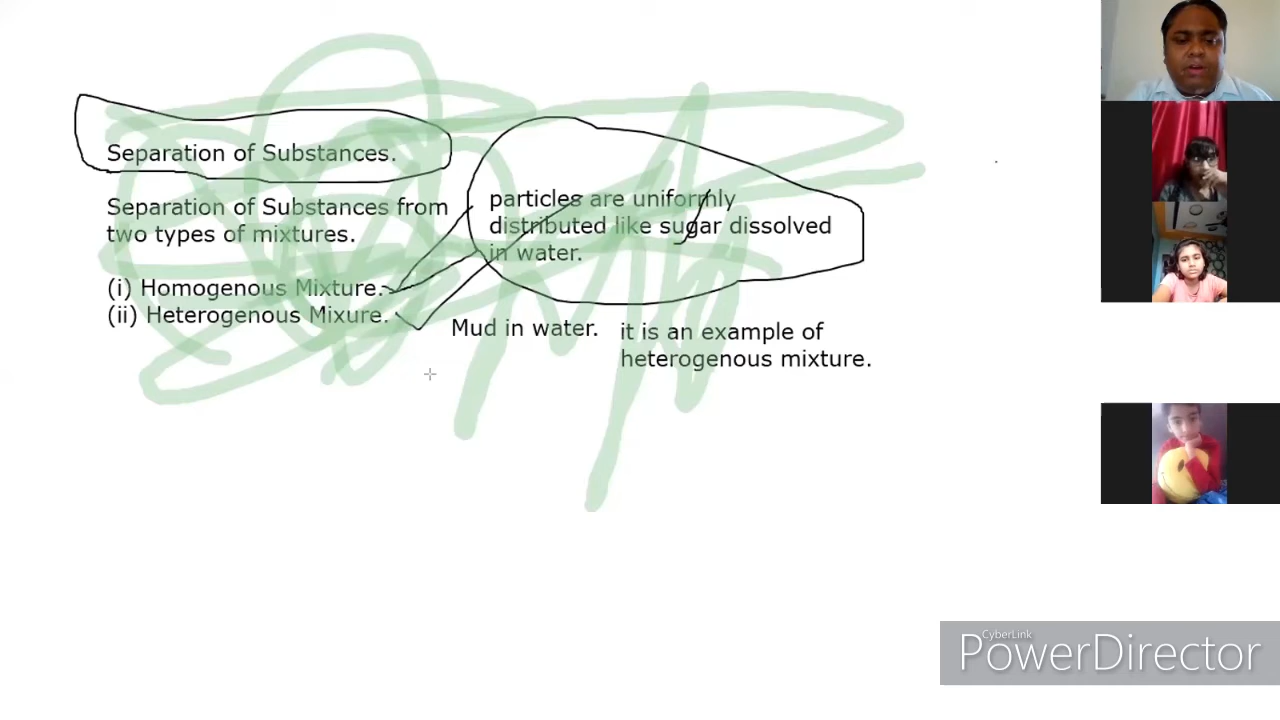 Separation of Substances.
Separation of Substances from
two types of mixtures.
(i) Homogenous Mixture.
(ii) Heterogenous Mixure.
particles are uniformly
distributed like sugar dissolved
in water.
Mud in water.
it is an example of
heterogenous mixture.
CyberLink
PowerDirector